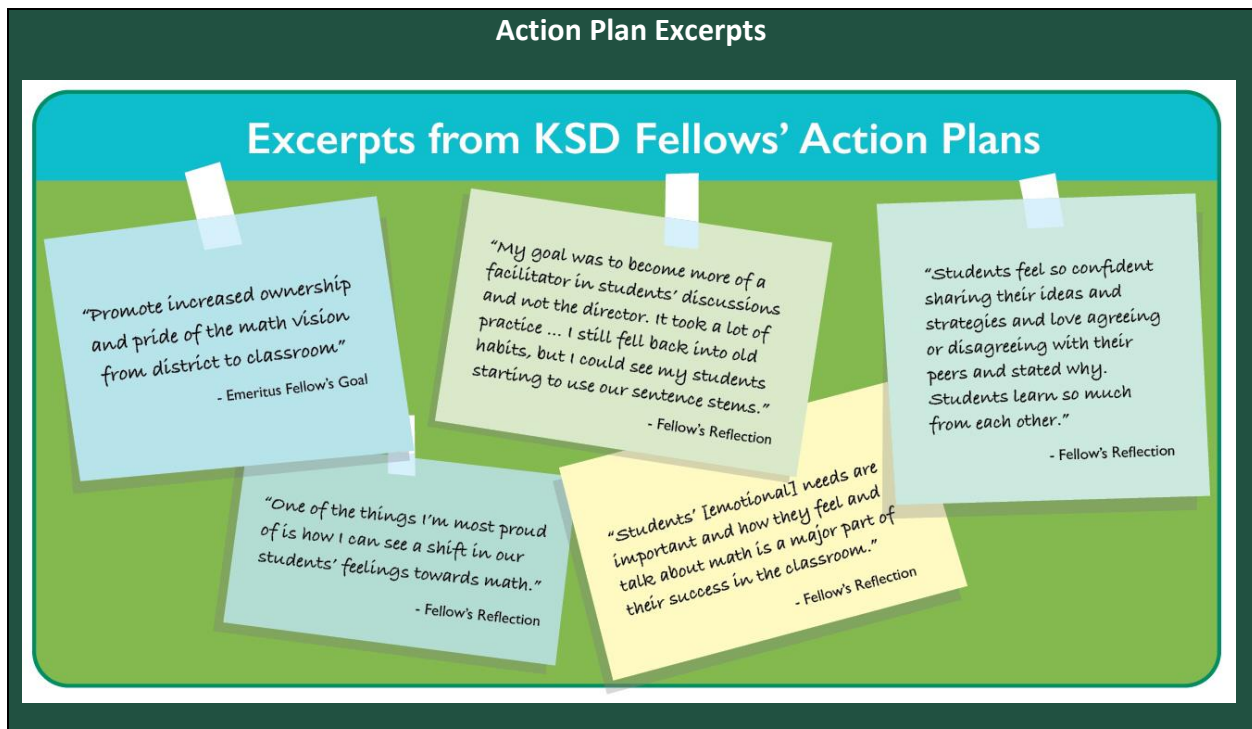 Action Plan Excerpts
Excerpts from KSD Fellows’ Action Plans
“Promote increased ownership
and pride of the math vision
from district to classroom”
- Emeritus Fellow’s Goal
“My goal was to become more of a
facilitator in students’ discussions
and not the director. It took a lot of
practice ... I still fell back into old
habits, but I could see my students
starting to use our sentence stems.”
- Fellow’s Reflection
“Students feel so confident
sharing their ideas and
strategies and love agreeing
or disagreeing with their
peers and stated why.
Students learn so much
from each other.”
- Fellow’s Reflection
“One of the things I’m most proud
of is how I can see a shift in our
students’ feelings towards math.”
- Fellow’s Reflection
“Students’ [emotional] needs are
important and how they feel and
talk about math is a major part of
their success in the classroom.”
- Fellow’s Reflection